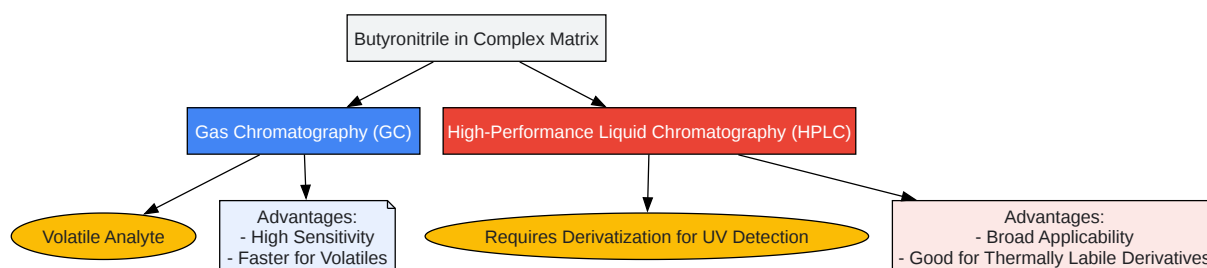 Butyronitrile in Complex Matrix
Gas Chromatography (GC)
High-Performance Liquid Chromatography (HPLC)
Volatile Analyte
Advantages:
- High Sensitivity
- Faster for Volatiles
Requires Derivatization for UV Detection
Advantages:
- Broad Applicability
- Good for Thermally Labile Derivatives